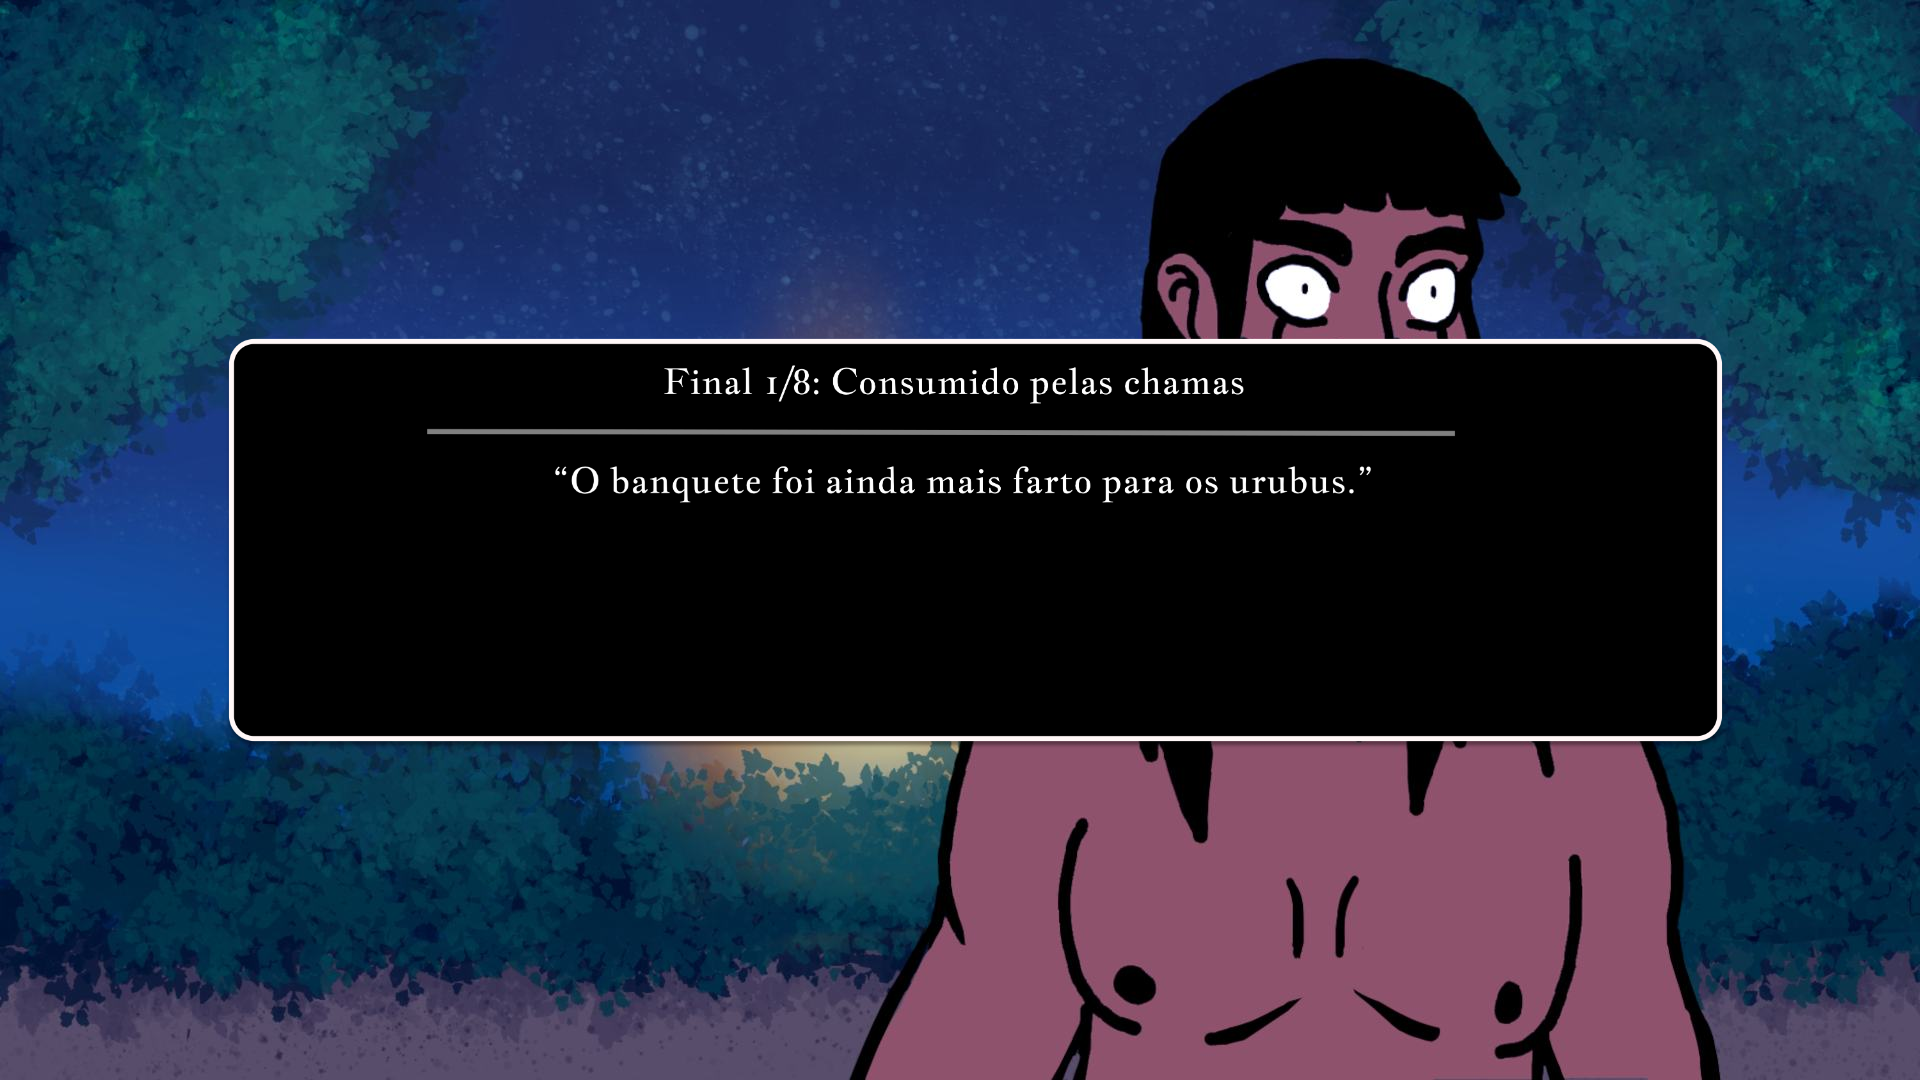 Final 1/8: Consumido pelas chamas
“O banquete foi ainda mais farto para os urubus.”